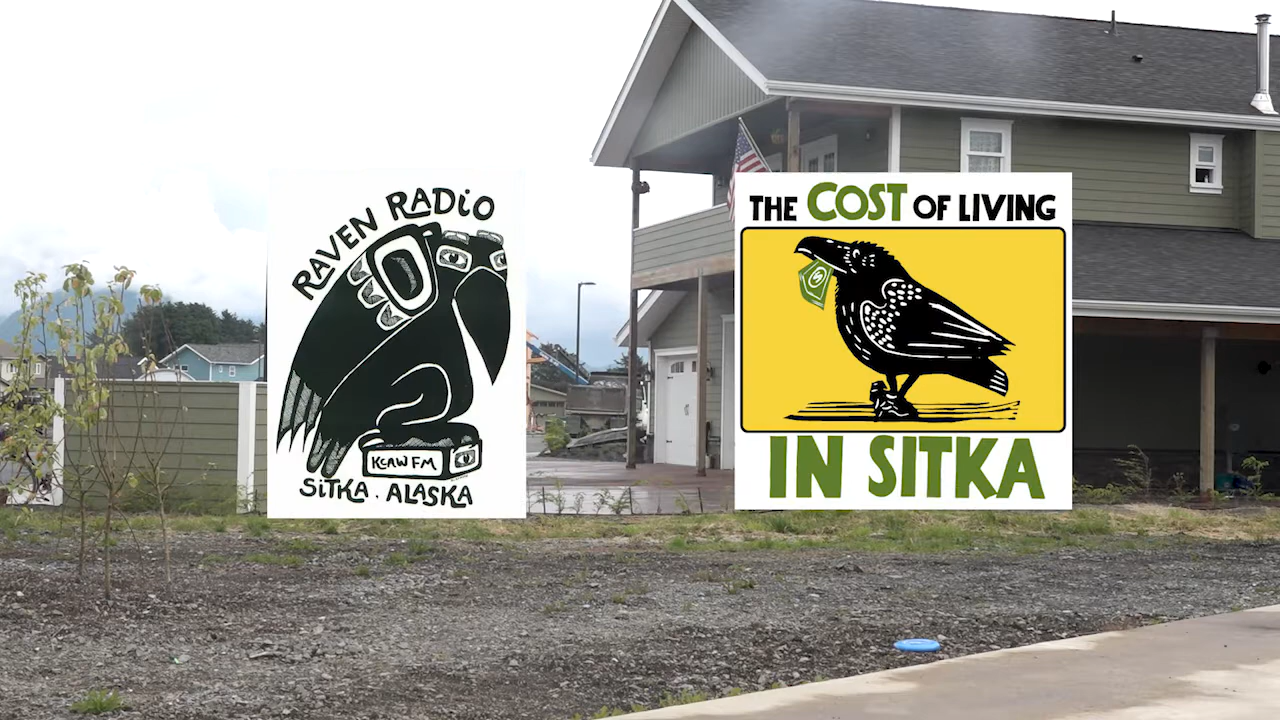 RAVEN RADiO
KCAW FM
SiTKA . ALASKA
THE COST OF LIVING
$
IN SITKA